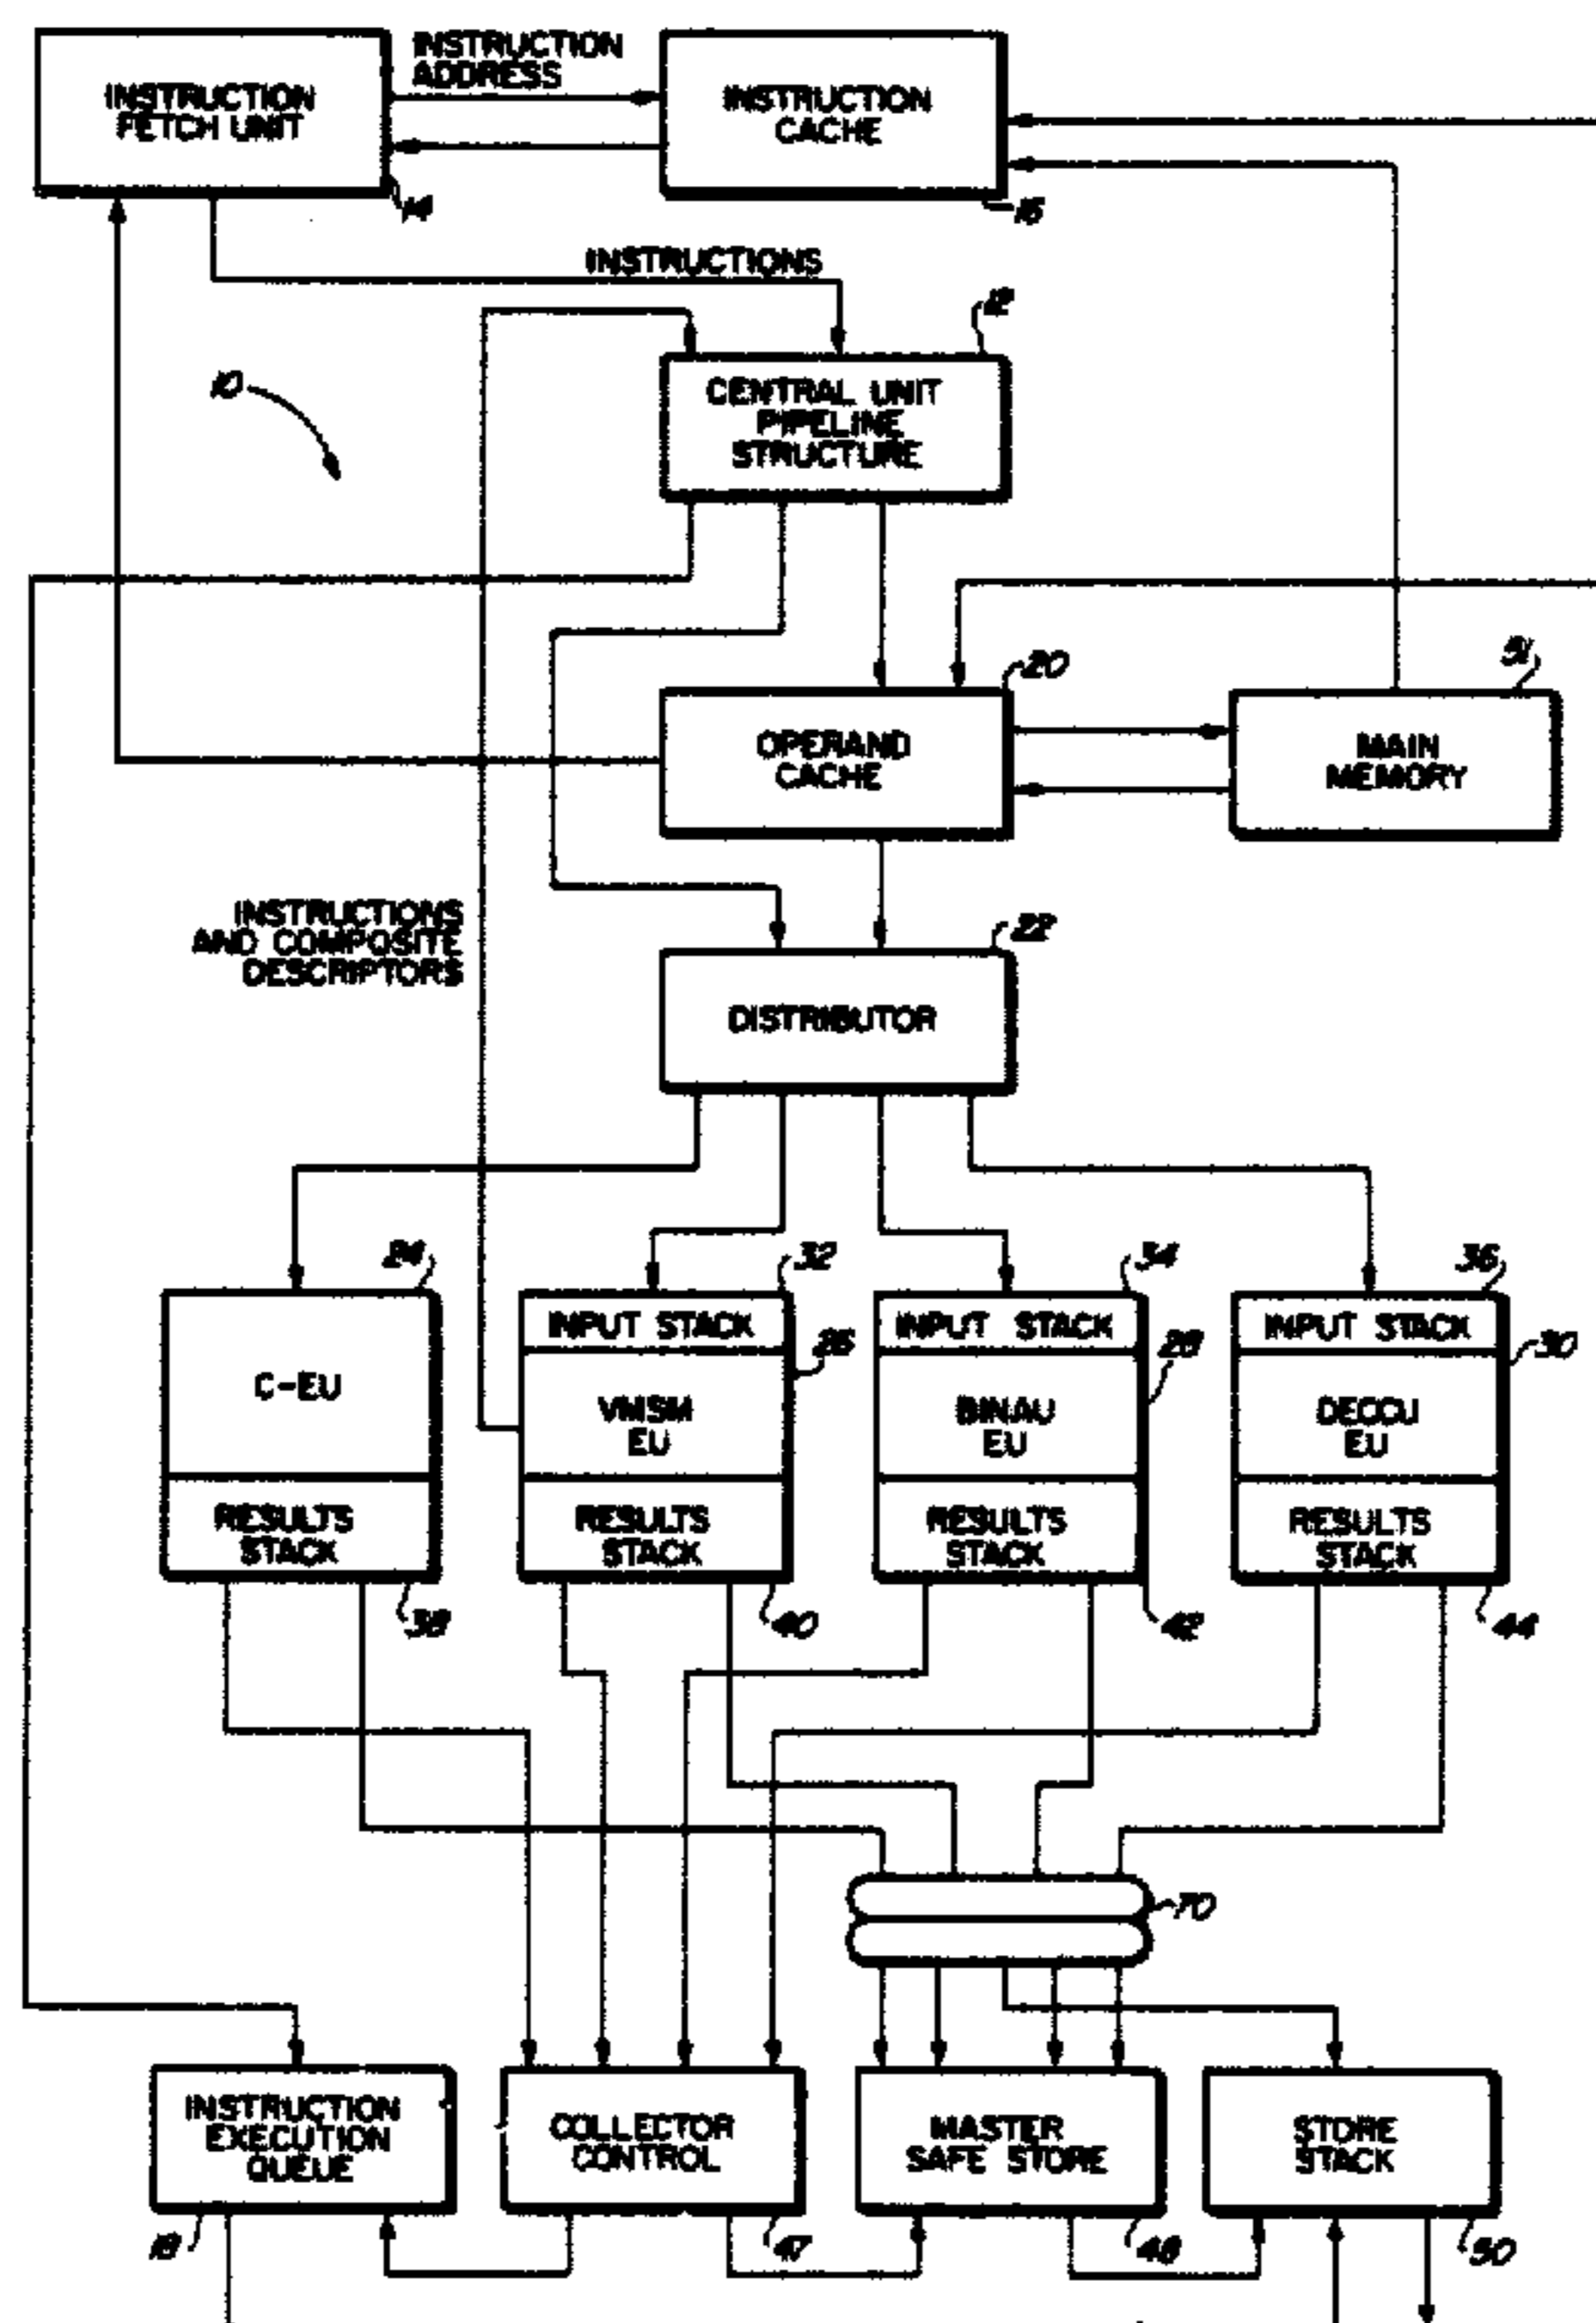 INSTRUCTION
FETCH UNIT
INSTRUCTION
ADDRESS
INSTRUCTION
CACHE
14
16
INSTRUCTIONS
12
10
CENTRAL UNIT
PIPELINE
STRUCTURE
20
51
OPERAND
CACHE
MAIN
MEMORY
INSTRUCTIONS
AND COMPOSITE
DESCRIPTORS
22
DISTRIBUTOR
24
32
34
36
C-EU
INPUT STACK
26
VMSM
EU
INPUT STACK
28
BINAU
EU
INPUT STACK
30
DECCU
EU
RESULTS
STACK
RESULTS
STACK
RESULTS
STACK
RESULTS
STACK
38
40
42
44
70
INSTRUCTION
EXECUTION
QUEUE
COLLECTOR
CONTROL
MASTER
SAFE STORE
STORE
STACK
18
47
48
50